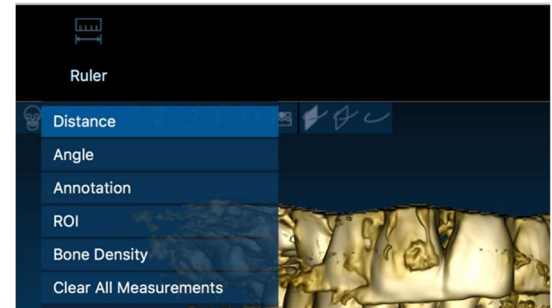 Ruler
Distance
Angle
Annotation
ROI
Bone Density
Clear All Measurements